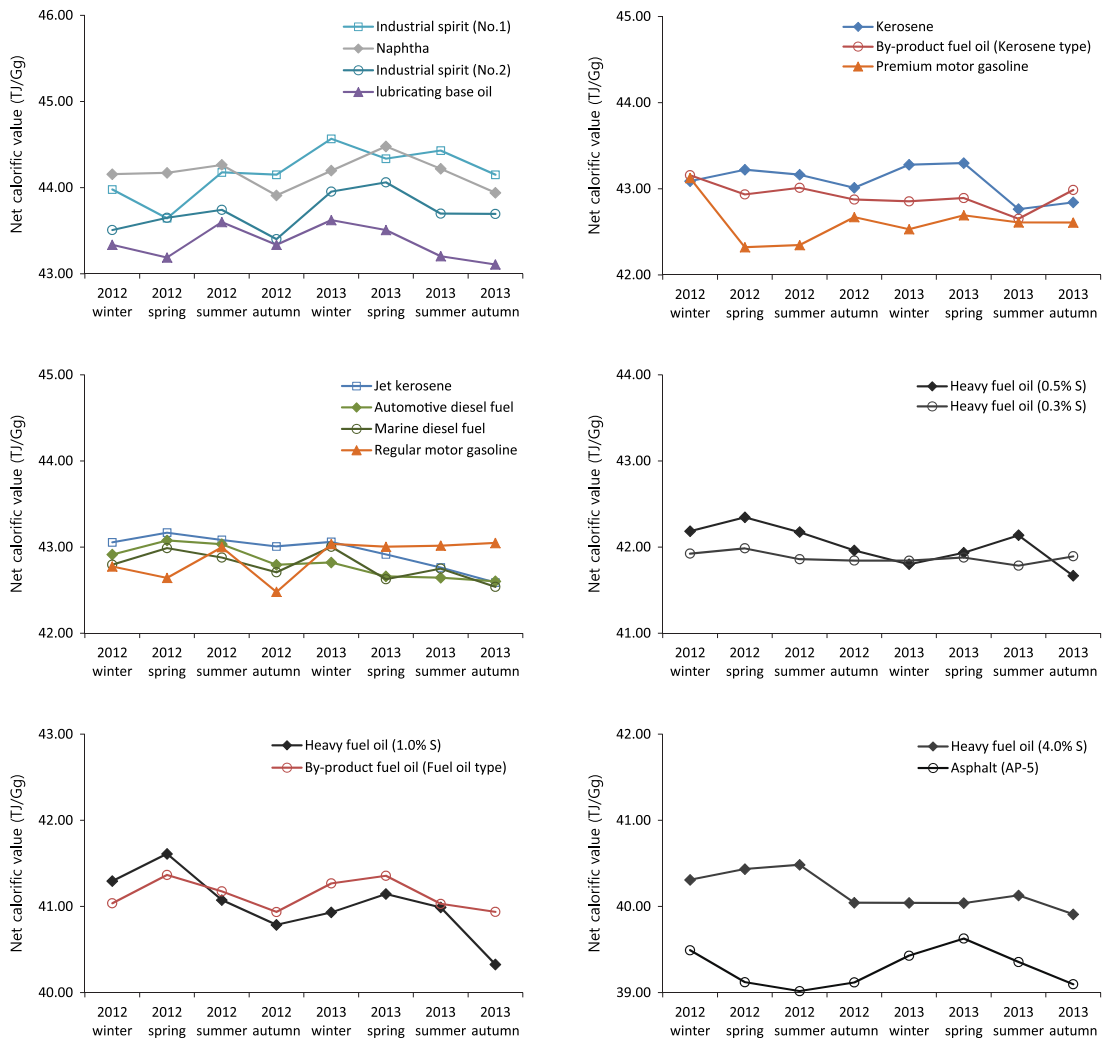 46.00
45.00
44.00
43.00
Net calorific value (TJ/Gg)
Industrial spirit (No.1)
Naphtha
Industrial spirit (No.2)
lubricating base oil
2012 2012 2012 2012 2013 2013 2013 2013
winter spring summer autumn winter spring summer autumn
45.00
44.00
43.00
42.00
Net calorific value (TJ/Gg)
Kerosene
By-product fuel oil (Kerosene type)
Premium motor gasoline
2012 2012 2012 2012 2013 2013 2013 2013
winter spring summer autumn winter spring summer autumn
45.00
44.00
43.00
42.00
Net calorific value (TJ/Gg)
Jet kerosene
Automotive diesel fuel
Marine diesel fuel
Regular motor gasoline
2012 2012 2012 2012 2013 2013 2013 2013
winter spring summer autumn winter spring summer autumn
44.00
43.00
42.00
41.00
Net calorific value (TJ/Gg)
Heavy fuel oil (0.5% S)
Heavy fuel oil (0.3% S)
2012 2012 2012 2012 2013 2013 2013 2013
winter spring summer autumn winter spring summer autumn
43.00
42.00
41.00
40.00
Net calorific value (TJ/Gg)
Heavy fuel oil (1.0% S)
By-product fuel oil (Fuel oil type)
2012 2012 2012 2012 2013 2013 2013 2013
winter spring summer autumn winter spring summer autumn
42.00
41.00
40.00
39.00
Net calorific value (TJ/Gg)
Heavy fuel oil (4.0% S)
Asphalt (AP-5)
2012 2012 2012 2012 2013 2013 2013 2013
winter spring summer autumn winter spring summer autumn